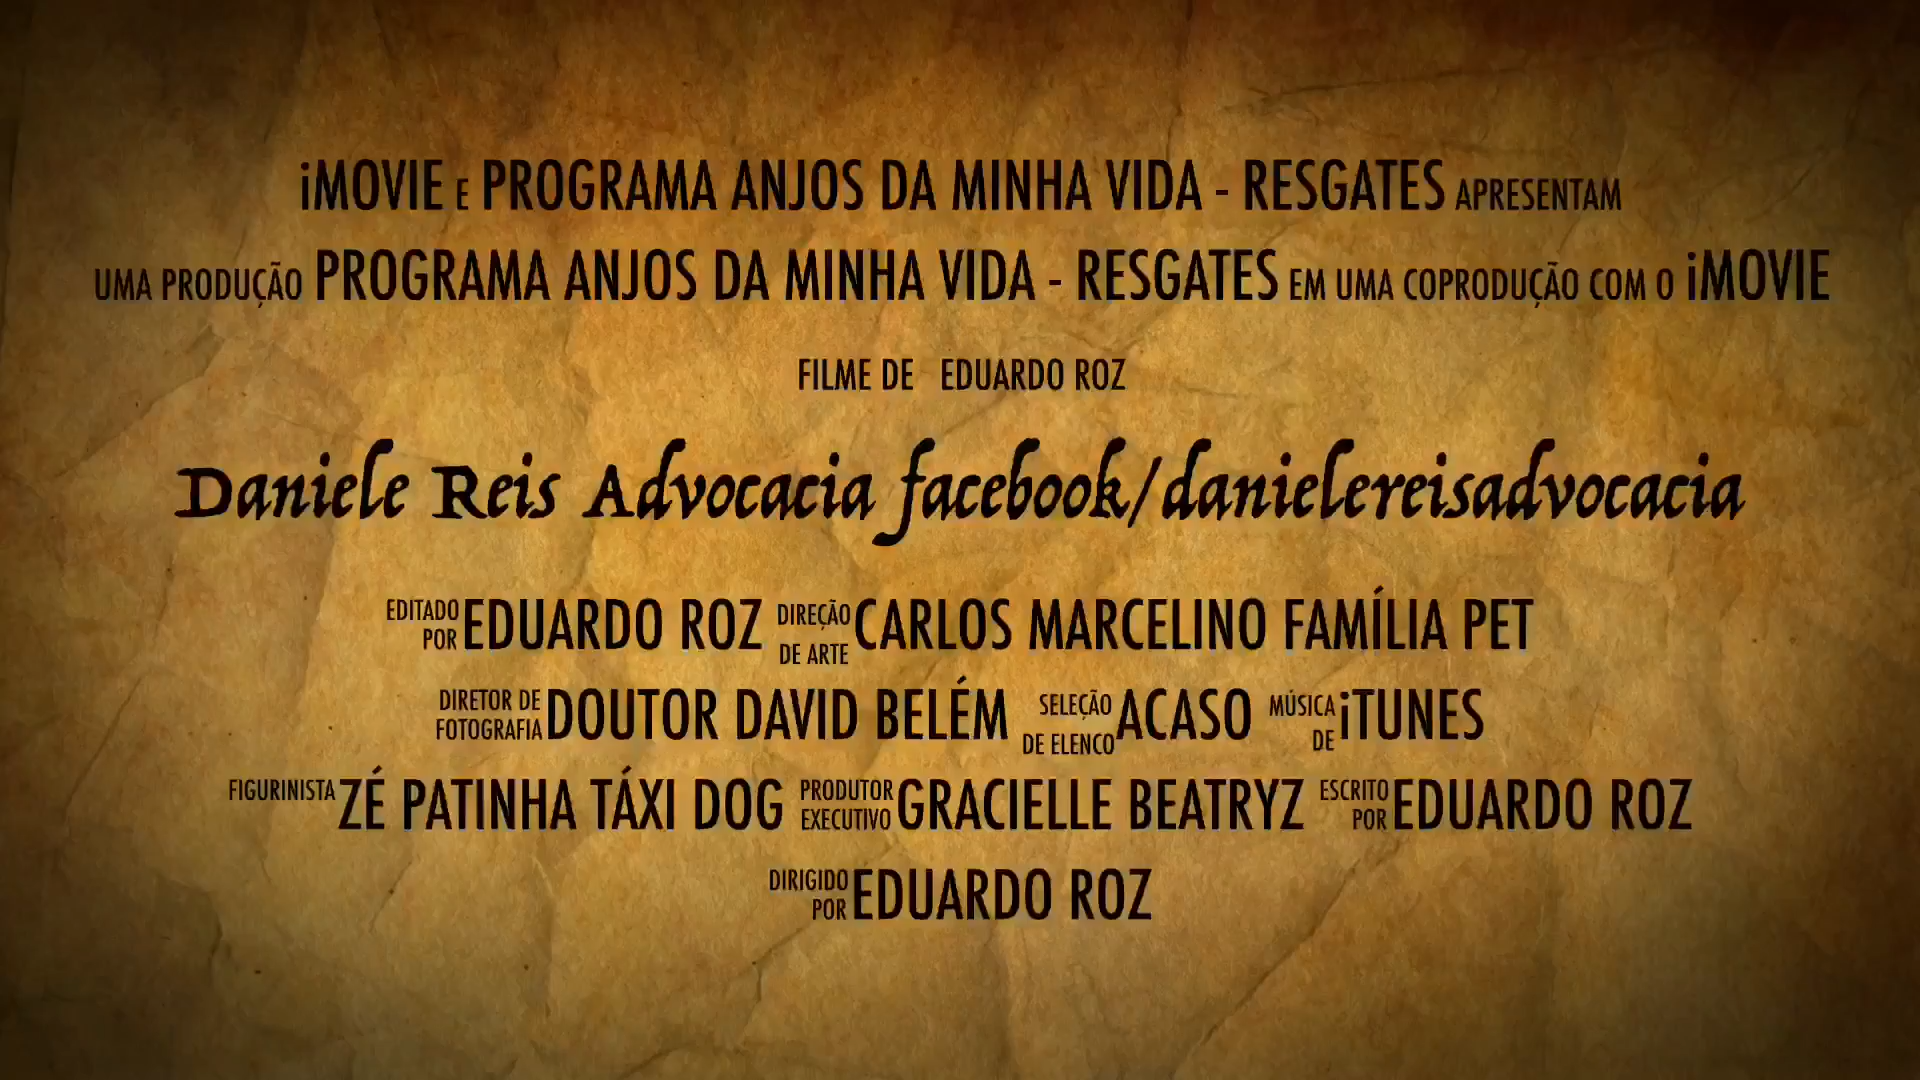 iMOVIE E PROGRAMA ANJOS DA MINHA VIDA - RESGATES APRESENTAM
UMA PRODUÇÃO PROGRAMA ANJOS DA MINHA VIDA - RESGATES EM UMA COPRODUÇÃO COM O iMOVIE
FILME DE EDUARDO ROZ
Daniele Reis Advocacia facebook/danielereisadvocacia
EDITADO POR EDUARDO ROZ DIREÇÃO DE ARTE CARLOS MARCELINO FAMÍLIA PET
DIRETOR DE FOTOGRAFIA DOUTOR DAVID BELÉM SELEÇÃO DE ELENCO ACASO MÚSICA DE iTUNES
FIGURINISTA ZÉ PATINHA TÁXI DOG PRODUTOR EXECUTIVO GRACIELLE BEATRYZ ESCRITO POR EDUARDO ROZ
DIRIGIDO POR EDUARDO ROZ